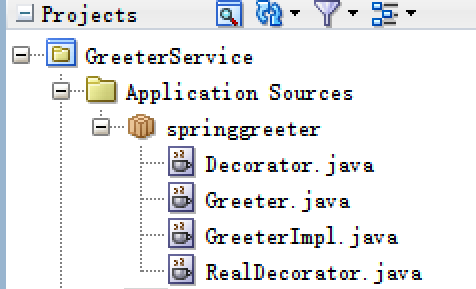 Projects
GreeterService
Application Sources
springgreeter
Decorator.java
Greeter.java
GreeterImpl.java
RealDecorator.java